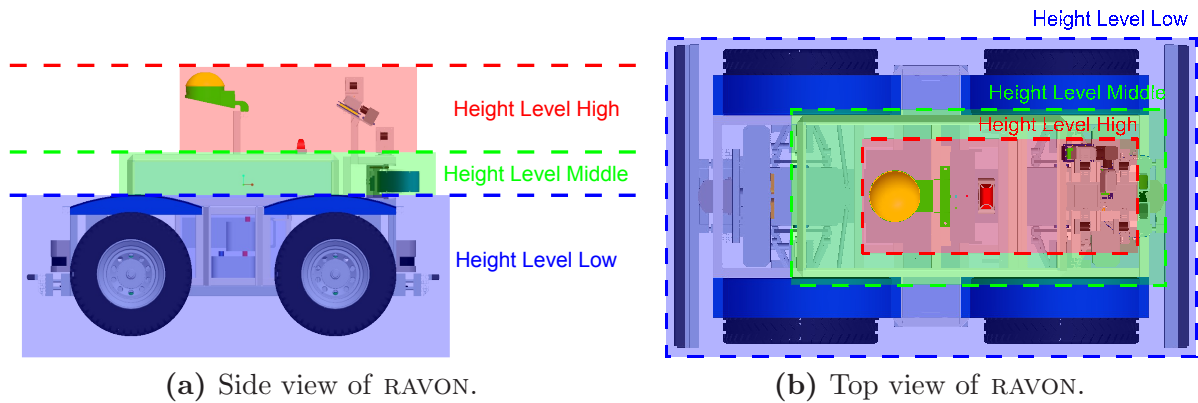 Height Level Low
Height Level High
Height Level Middle
Height Level Low
Height Level Middle
Height Level High
(a) Side view of RAVON.
(b) Top view of RAVON.